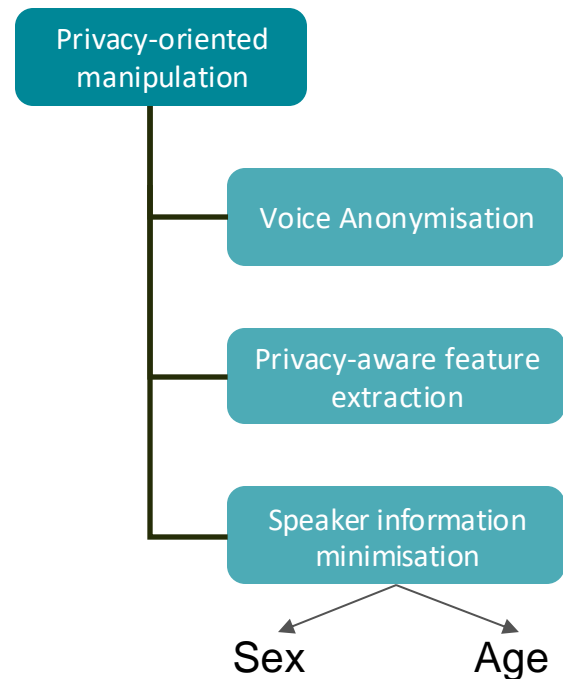 Privacy-oriented
manipulation
Voice Anonymisation
Privacy-aware feature
extraction
Speaker information
minimisation
Sex
Age